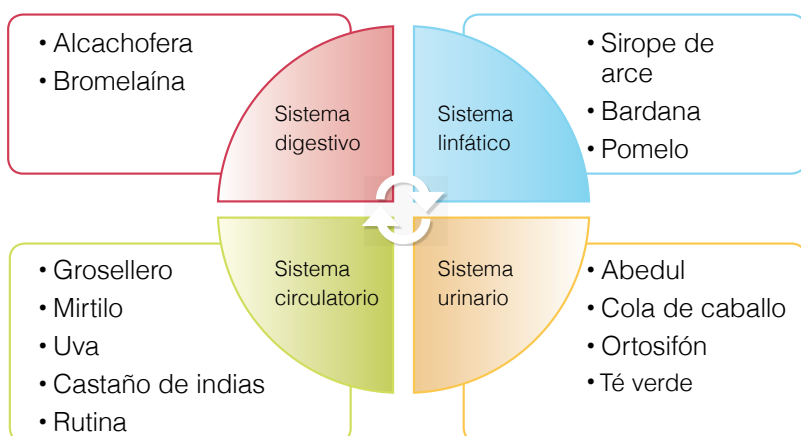 • Alcachofera
• Bromelaína
Sistema
digestivo
Sistema
linfático
• Sirope de
arce
• Bardana
• Pomelo
• Grosellero
• Mirtilo
• Uva
• Castaño de indias
• Rutina
Sistema
circulatorio
Sistema
urinario
• Abedul
• Cola de caballo
• Ortosifón
• Té verde